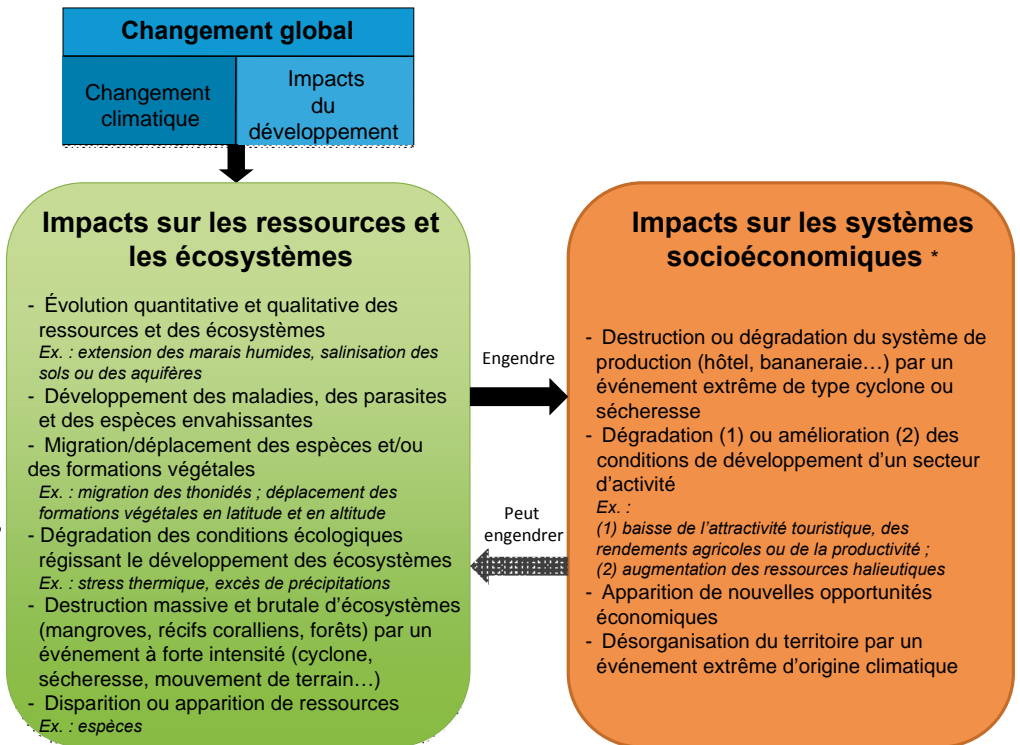 Changement global
Changement
climatique
Impacts
du
développement
Impacts sur les ressources et
les écosystèmes
- Évolution quantitative et qualitative des
ressources et des écosystèmes
Ex. : extension des marais humides, salinisation des
sols ou des aquifères
- Développement des maladies, des parasites
et des espèces envahissantes
- Migration/déplacement des espèces et/ou
des formations végétales
Ex. : migration des thonidés ; déplacement des
formations végétales en latitude et en altitude
- Dégradation des conditions écologiques
régissant le développement des écosystèmes
Ex. : stress thermique, excès de précipitations
- Destruction massive et brutale d'écosystèmes
(mangroves, récifs coralliens, forêts) par un
événement à forte intensité (cyclone,
sécheresse, mouvement de terrain…)
- Disparition ou apparition de ressources
Ex. : espèces
Engendre
Peut
engendrer
Impacts sur les systèmes
socioéconomiques *
- Destruction ou dégradation du système de
production (hôtel, bananeraie…) par un
événement extrême de type cyclone ou
sécheresse
- Dégradation (1) ou amélioration (2) des
conditions de développement d'un secteur
d'activité
Ex. :
(1) baisse de l'attractivité touristique, des
rendements agricoles ou de la productivité ;
(2) augmentation des ressources halieutiques
- Apparition de nouvelles opportunités
économiques
- Désorganisation du territoire par un
événement extrême d'origine climatique